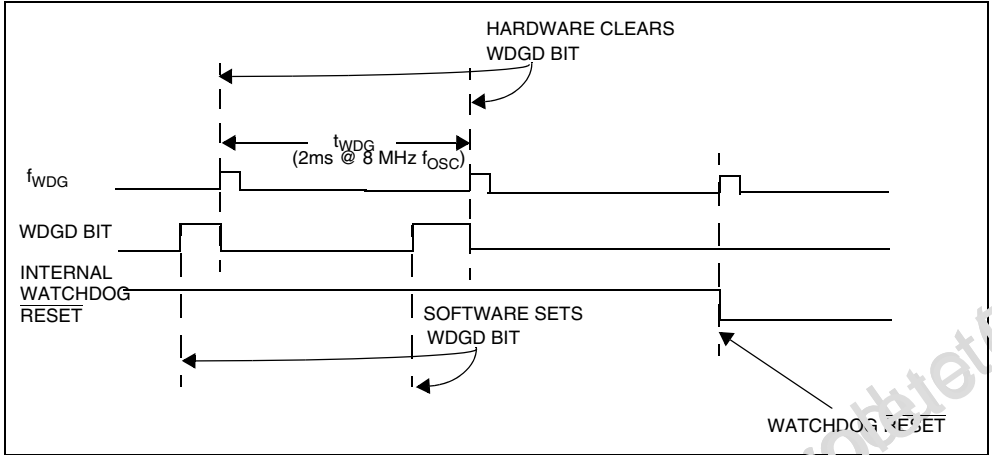 HARDWARE CLEARS
WDGD BIT
tWDG
(2ms @ 8 MHz fOSC)
fWDG
WDGD BIT
INTERNAL
WATCHDOG
RESET
SOFTWARE SETS
WDGD BIT
WATCHDOG RESET